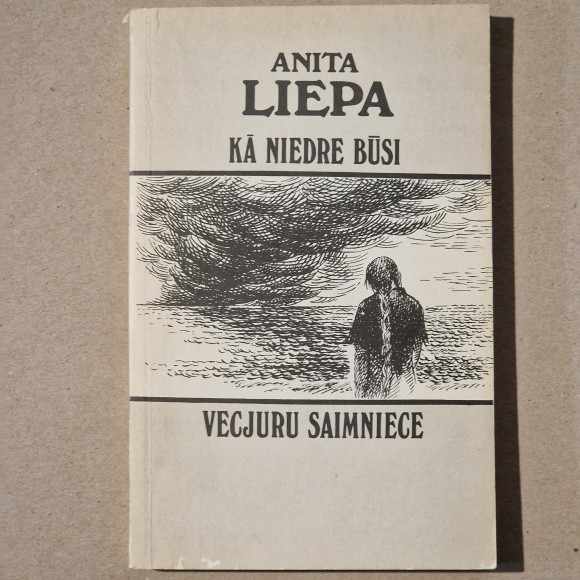 ANITA
LIEPA
KĀ NIEDRE BŪSI
VECJURU SAIMNIECE